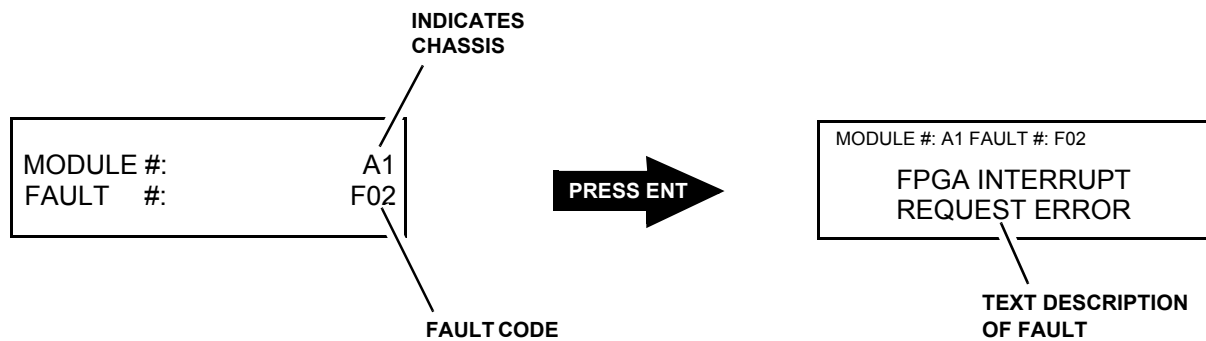 INDICATES
CHASSIS
MODULE #: A1
FAULT #: F02
FAULT CODE
PRESS ENT
MODULE #: A1 FAULT #: F02
FPGA INTERRUPT
REQUEST ERROR
TEXT DESCRIPTION
OF FAULT